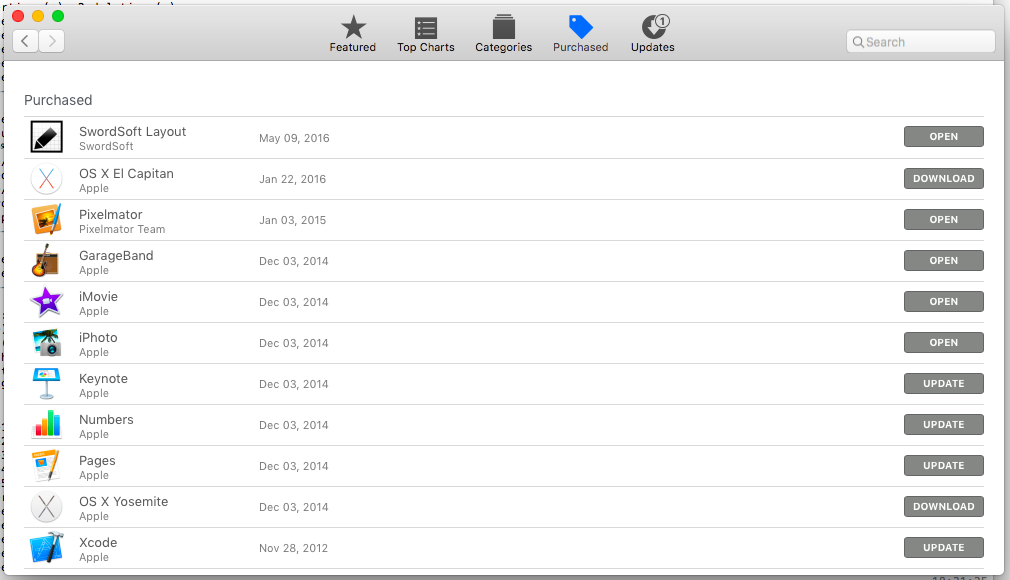 1
Featured
Top Charts
Categories
Purchased
Updates
Search
Purchased
SwordSoft Layout
SwordSoft
May 09, 2016
OPEN
OS X El Capitan
Apple
Jan 22, 2016
DOWNLOAD
Pixelmator
Pixelmator Team
Jan 03, 2015
OPEN
GarageBand
Apple
Dec 03, 2014
OPEN
iMovie
Apple
Dec 03, 2014
OPEN
iPhoto
Apple
Dec 03, 2014
OPEN
Keynote
Apple
Dec 03, 2014
UPDATE
Numbers
Apple
Dec 03, 2014
UPDATE
Pages
Apple
Dec 03, 2014
UPDATE
OS X Yosemite
Apple
Dec 03, 2014
DOWNLOAD
Xcode
Apple
Nov 28, 2012
UPDATE